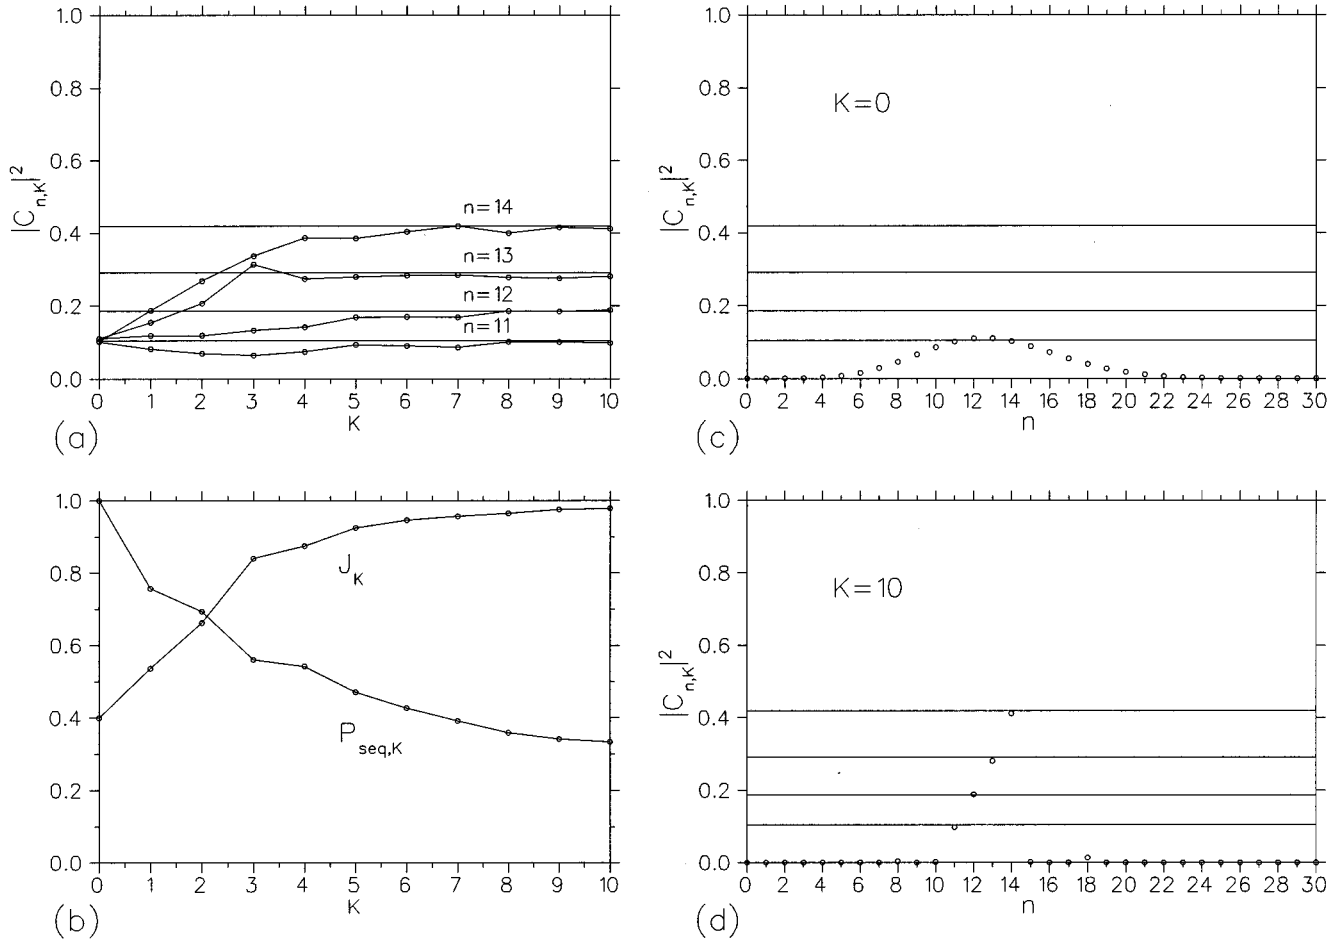 1.0
0.8
0.6
0.4
0.2
0.0
|C_{n,K}|^2
n=14
n=13
n=12
n=11
0 1 2 3 4 5 6 7 8 9 10
K
(a)
1.0
0.8
0.6
0.4
0.2
0.0
|C_{n,K}|^2
K=0
0 2 4 6 8 10 12 14 16 18 20 22 24 26 28 30
n
(c)
1.0
0.8
0.6
0.4
0.2
0.0
J_K
P_{seq,K}
0 1 2 3 4 5 6 7 8 9 10
K
(b)
1.0
0.8
0.6
0.4
0.2
0.0
|C_{n,K}|^2
K=10
0 2 4 6 8 10 12 14 16 18 20 22 24 26 28 30
n
(d)